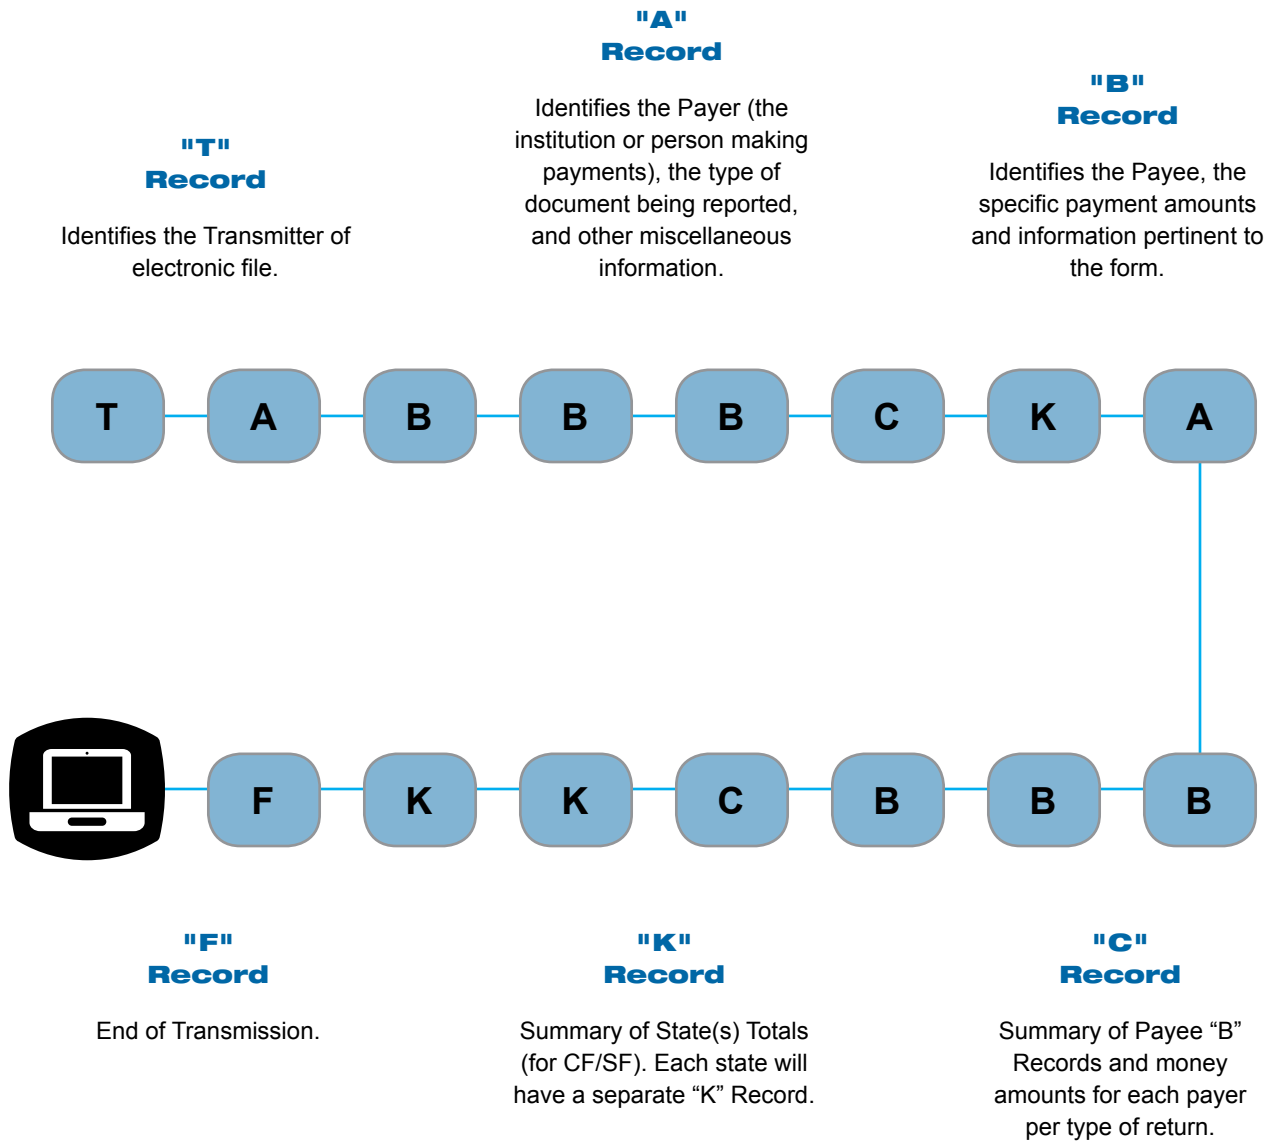 "T"
Record
Identifies the Transmitter of
electronic file.
"A"
Record
Identifies the Payer (the
institution or person making
payments), the type of
document being reported,
and other miscellaneous
information.
"B"
Record
Identifies the Payee, the
specific payment amounts
and information pertinent to
the form.
T A B B B C K A
F K K C B B B
"F"
Record
End of Transmission.
"K"
Record
Summary of State(s) Totals
(for CF/SF). Each state will
have a separate “K” Record.
"C"
Record
Summary of Payee “B”
Records and money
amounts for each payer
per type of return.